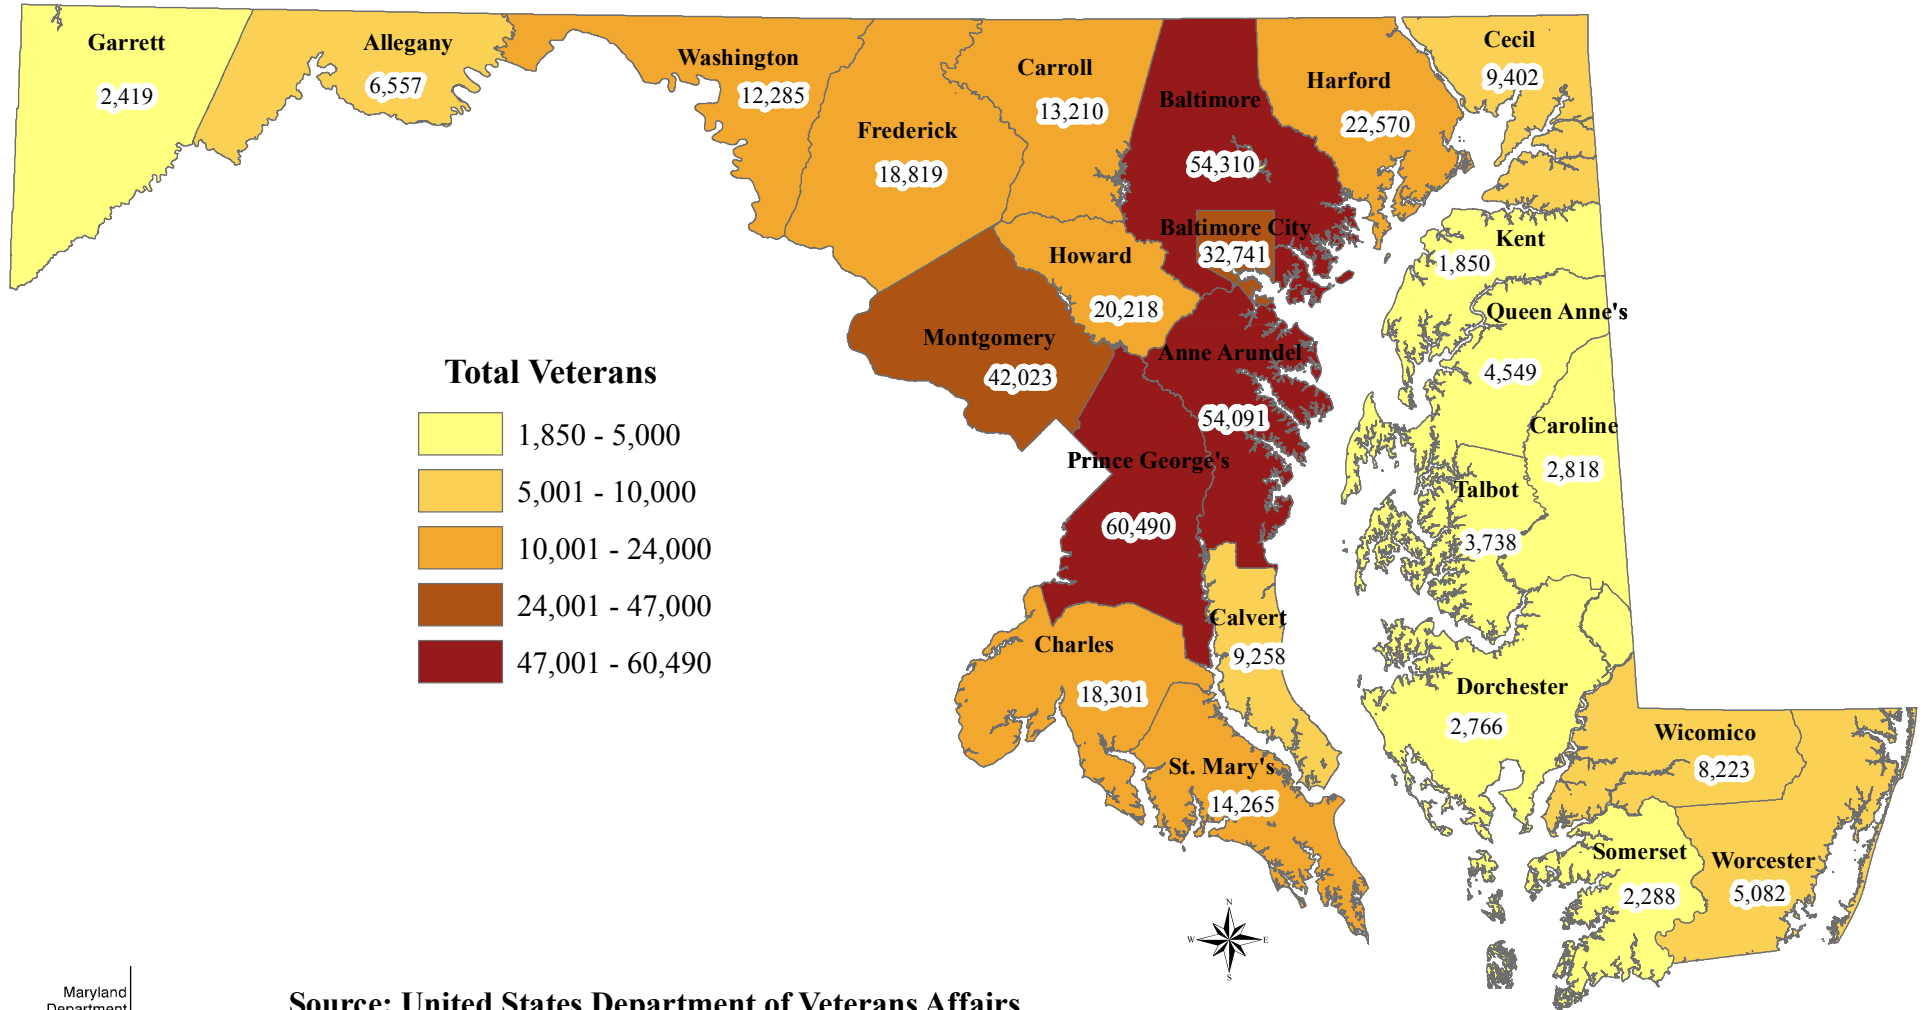 Garrett
2,419
Allegany
6,557
Washington
12,285
Frederick
18,819
Carroll
13,210
Baltimore
54,310
Harford
22,570
Cecil
9,402
Baltimore City
32,741
Howard
20,218
Kent
1,850
Queen Anne's
4,549
Montgomery
42,023
Anne Arundel
54,091
Caroline
2,818
Prince George's
60,490
Talbot
3,738
Total Veterans
1,850 - 5,000
5,001 - 10,000
10,001 - 24,000
24,001 - 47,000
47,001 - 60,490
Calvert
9,258
Charles
18,301
Dorchester
2,766
St. Mary's
14,265
Wicomico
8,223
Somerset
2,288
Worcester
5,082
N
W E
S
Maryland
Department
Source: United States Department of Veterans Affairs